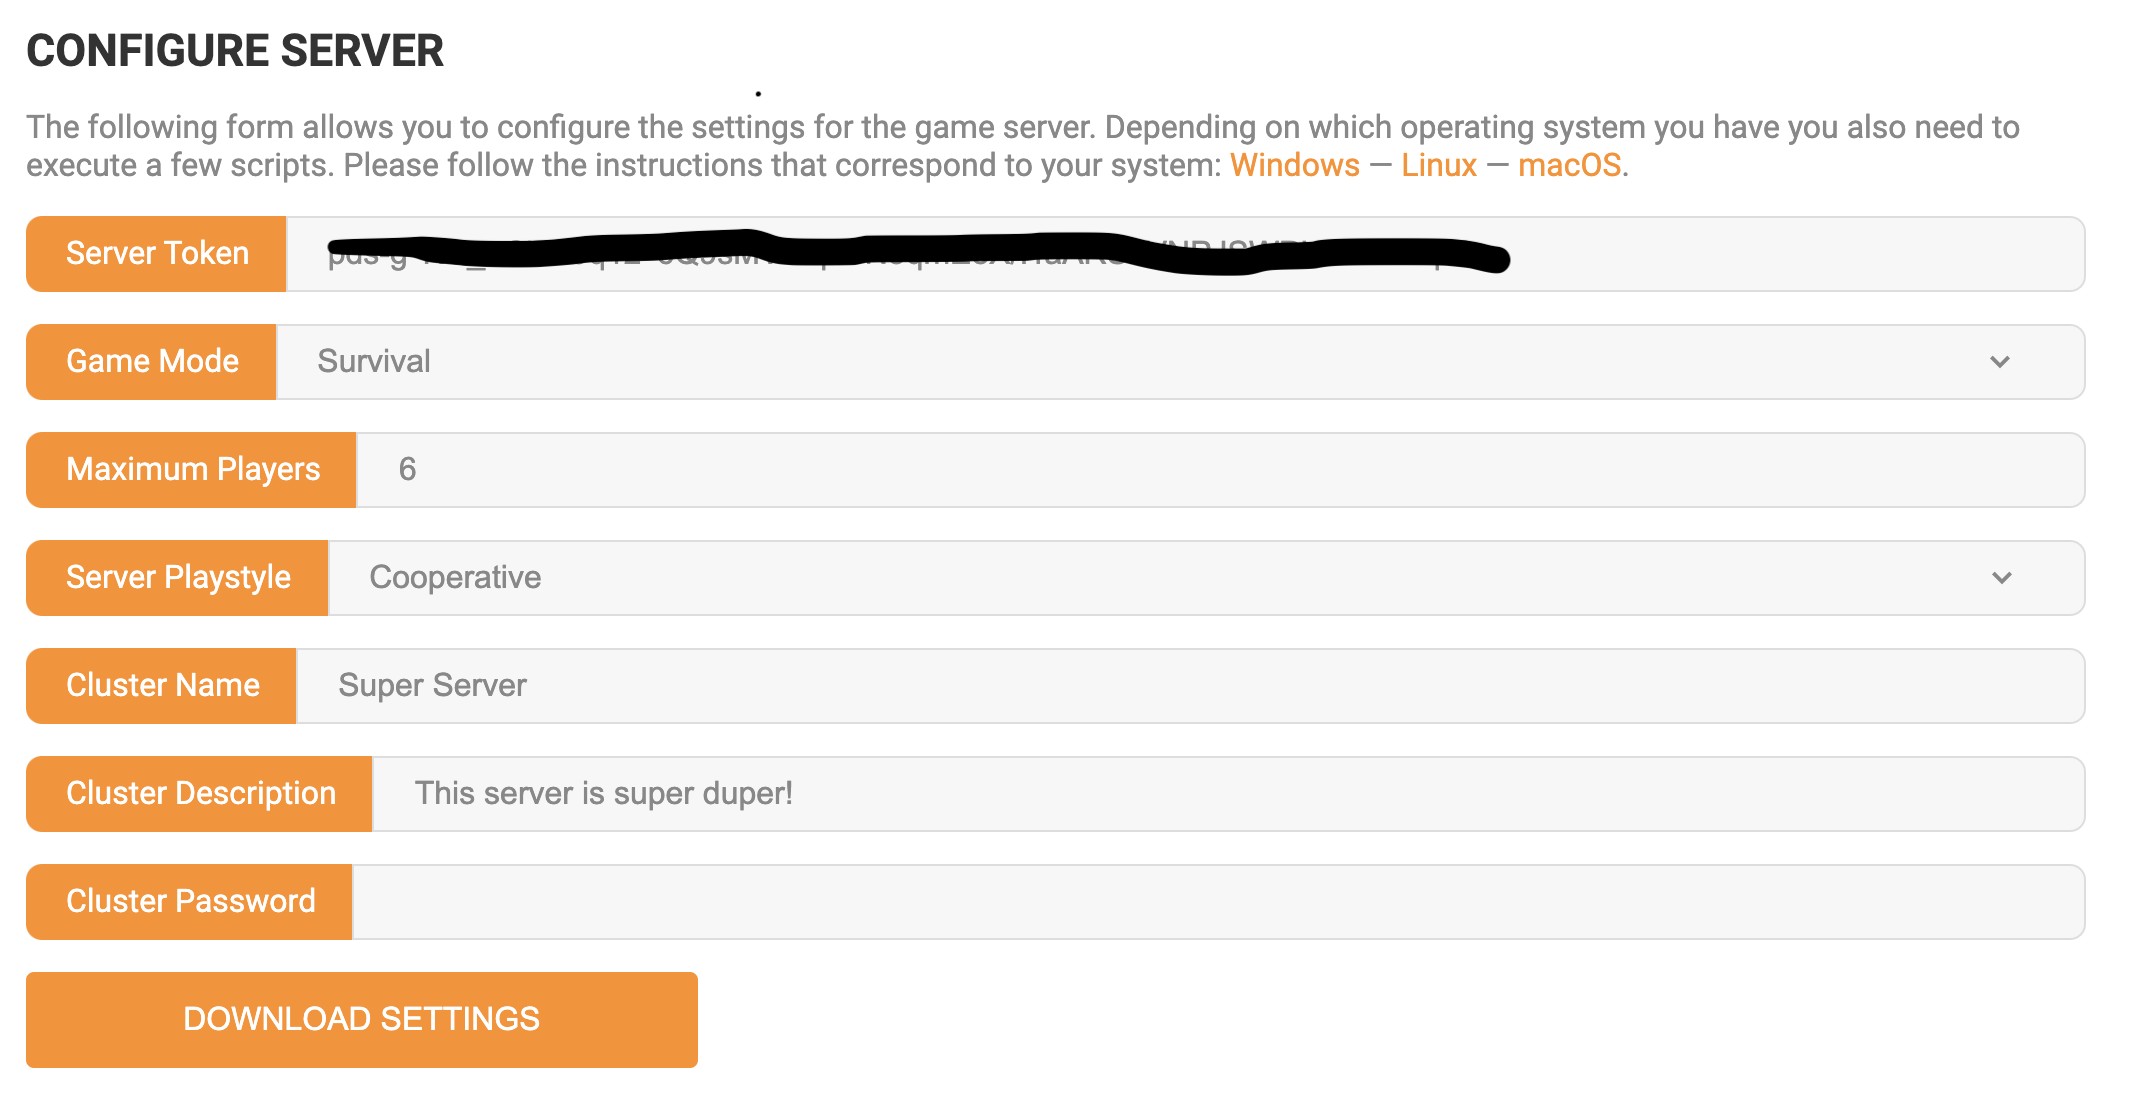 CONFIGURE SERVER
The following form allows you to configure the settings for the game server. Depending on which operating system you have you also need to
execute a few scripts. Please follow the instructions that correspond to your system: Windows — Linux — macOS.
Server Token
Game Mode Survival
Maximum Players 6
Server Playstyle Cooperative
Cluster Name Super Server
Cluster Description This server is super duper!
Cluster Password
DOWNLOAD SETTINGS